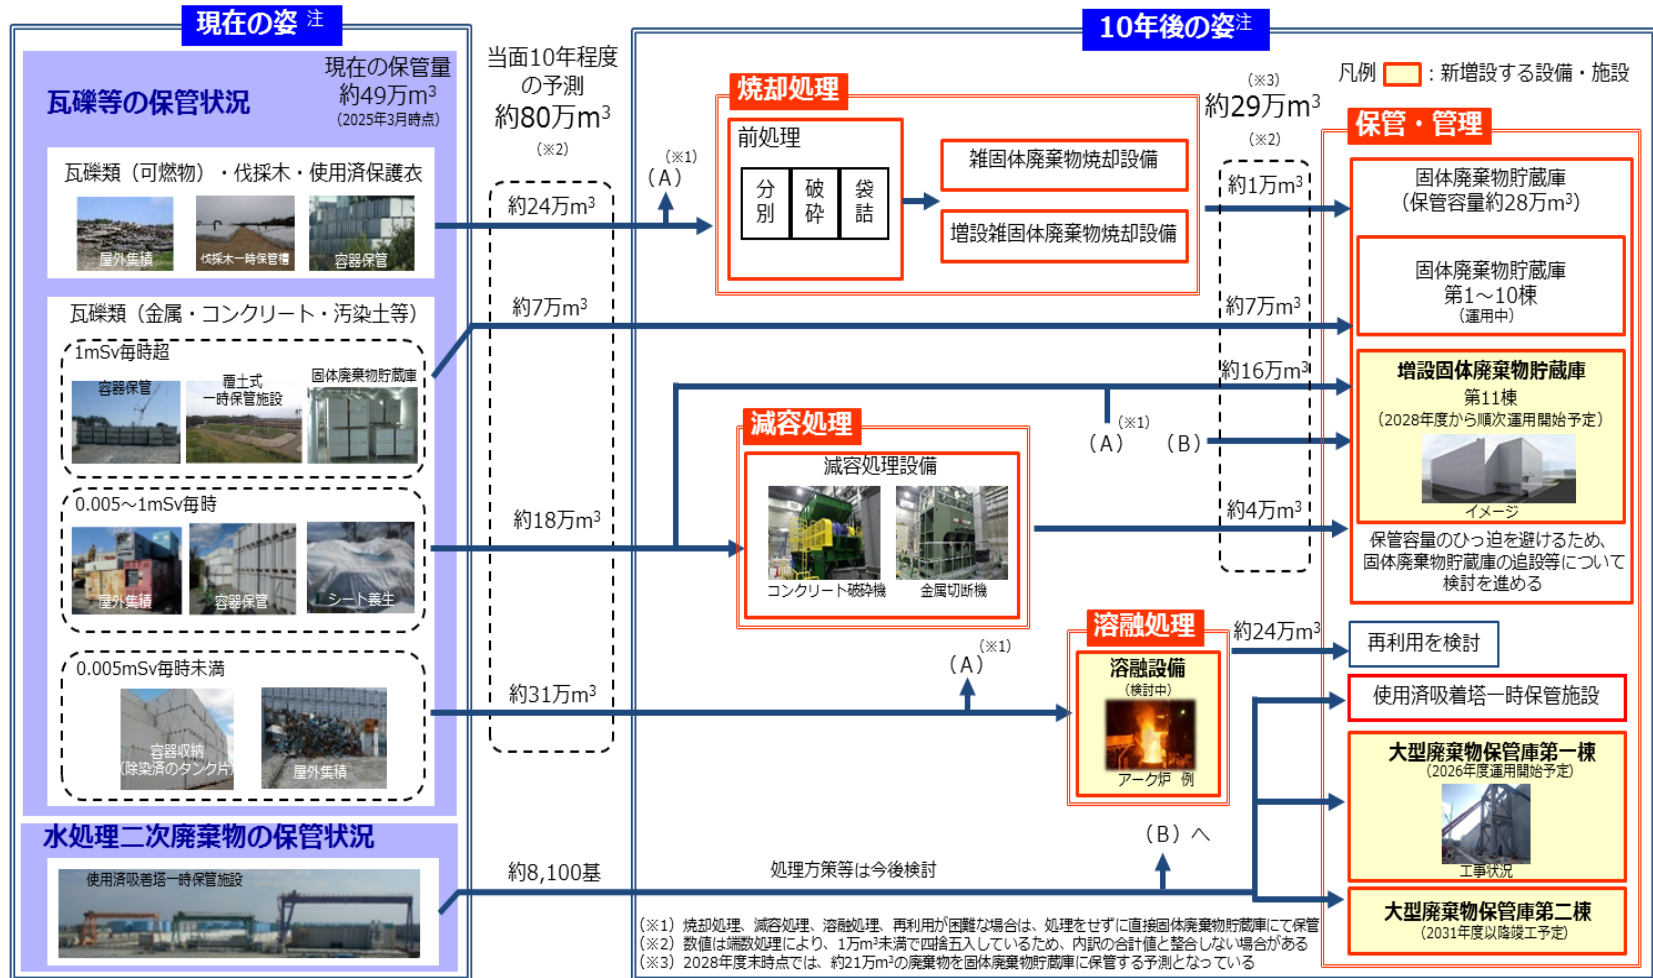 現在の姿 注
現在の保管量
約49万m³
(2025年3月時点)
瓦礫等の保管状況
瓦礫類（可燃物）・伐採木・使用済保護衣
屋外集積
伐採木一時保管槽
容器保管
瓦礫類（金属・コンクリート・汚染土等）
1mSv毎時超
容器保管
覆土式
一時保管施設
固体廃棄物貯蔵庫
0.005～1mSv毎時
屋外集積
容器保管
シート養生
0.005mSv毎時未満
容器収納
(除染済のタンク片)
屋外集積
水処理二次廃棄物の保管状況
使用済吸着塔一時保管施設
当面10年程度
の予測
約80万m³
(※2)
約24万m³
約7万m³
約18万m³
約31万m³
約8,100基
10年後の姿注
凡例 ：新増設する設備・施設
(※1)
（A）
焼却処理
前処理
分別
破砕
袋詰
雑固体廃棄物焼却設備
増設雑固体廃棄物焼却設備
減容処理
減容処理設備
コンクリート破砕機
金属切断機
（A）(※1)
（B）
（A）(※1)
溶融処理
溶融設備
(検討中)
アーク炉 例
（B）へ
処理方策等は今後検討
(※3)
約29万m³
(※2)
約1万m³
約7万m³
約16万m³
約4万m³
約24万m³
保管・管理
固体廃棄物貯蔵庫
（保管容量約28万m³）
固体廃棄物貯蔵庫
第1～10棟
(運用中)
増設固体廃棄物貯蔵庫
第11棟
（2028年度から順次運用開始予定）
イメージ
保管容量のひっ迫を避けるため、
固体廃棄物貯蔵庫の追設等について
検討を進める
再利用を検討
使用済吸着塔一時保管施設
大型廃棄物保管庫第一棟
(2026年度運用開始予定)
工事状況
大型廃棄物保管庫第二棟
(2031年度以降竣工予定)
(※1）焼却処理、減容処理、溶融処理、再利用が困難な場合は、処理をせずに直接固体廃棄物貯蔵庫にて保管
(※2）数値は端数処理により、1万m³未満で四捨五入しているため、内訳の合計値と整合しない場合がある
(※3）2028年度末時点では、約21万m³の廃棄物を固体廃棄物貯蔵庫に保管する予測となっている